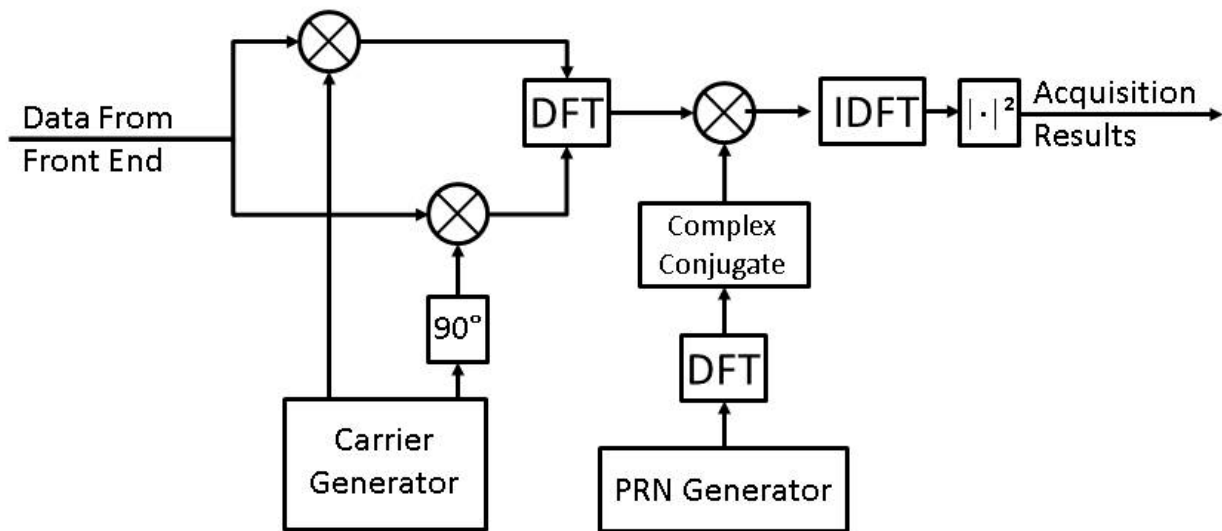 Data From
Front End
DFT
IDFT
|·|²
Acquisition
Results
Complex
Conjugate
90°
DFT
Carrier
Generator
PRN Generator